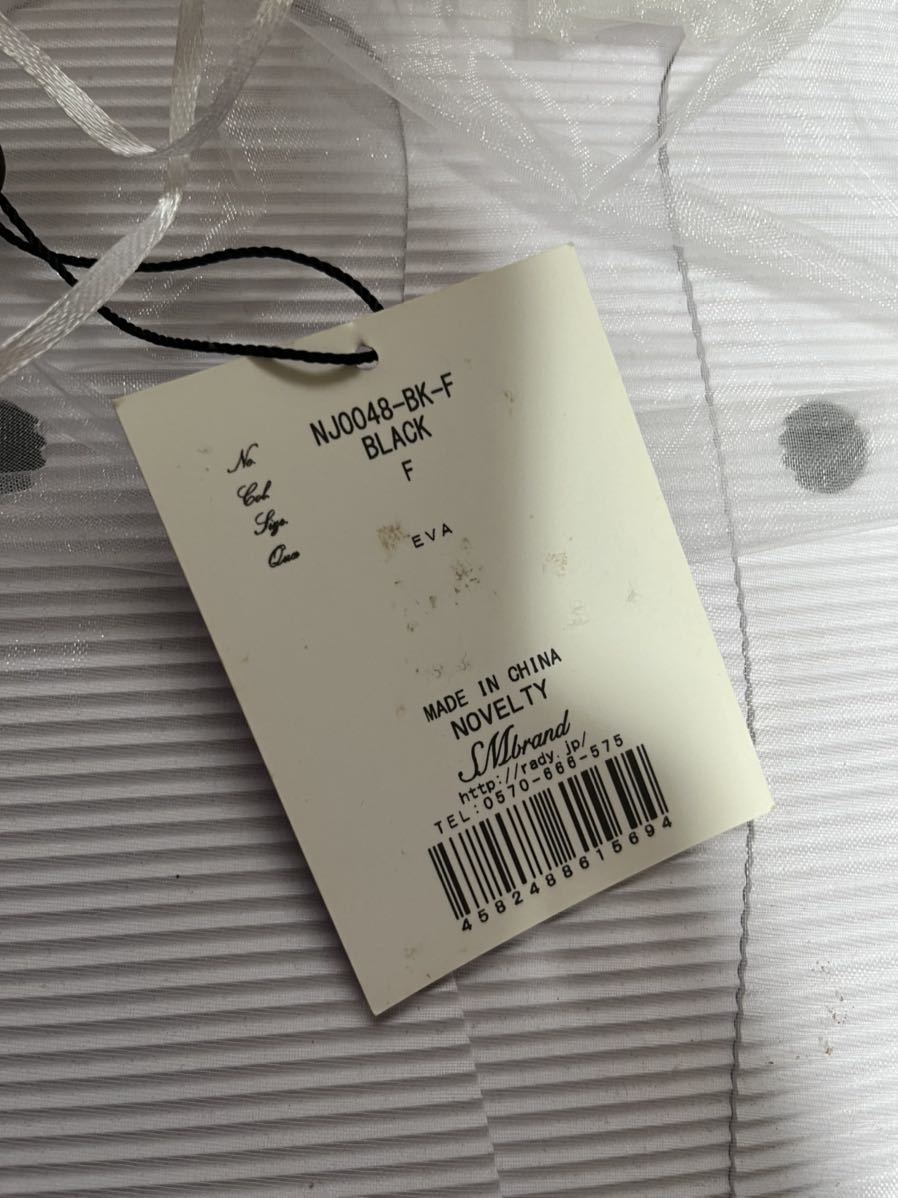 No. NJ0048-BK-F
Col. BLACK
Size. F
Qua EVA
MADE IN CHINA
NOVELTY
SMbrand
http://rady.jp/
TEL:0570-666-575
4582488615694